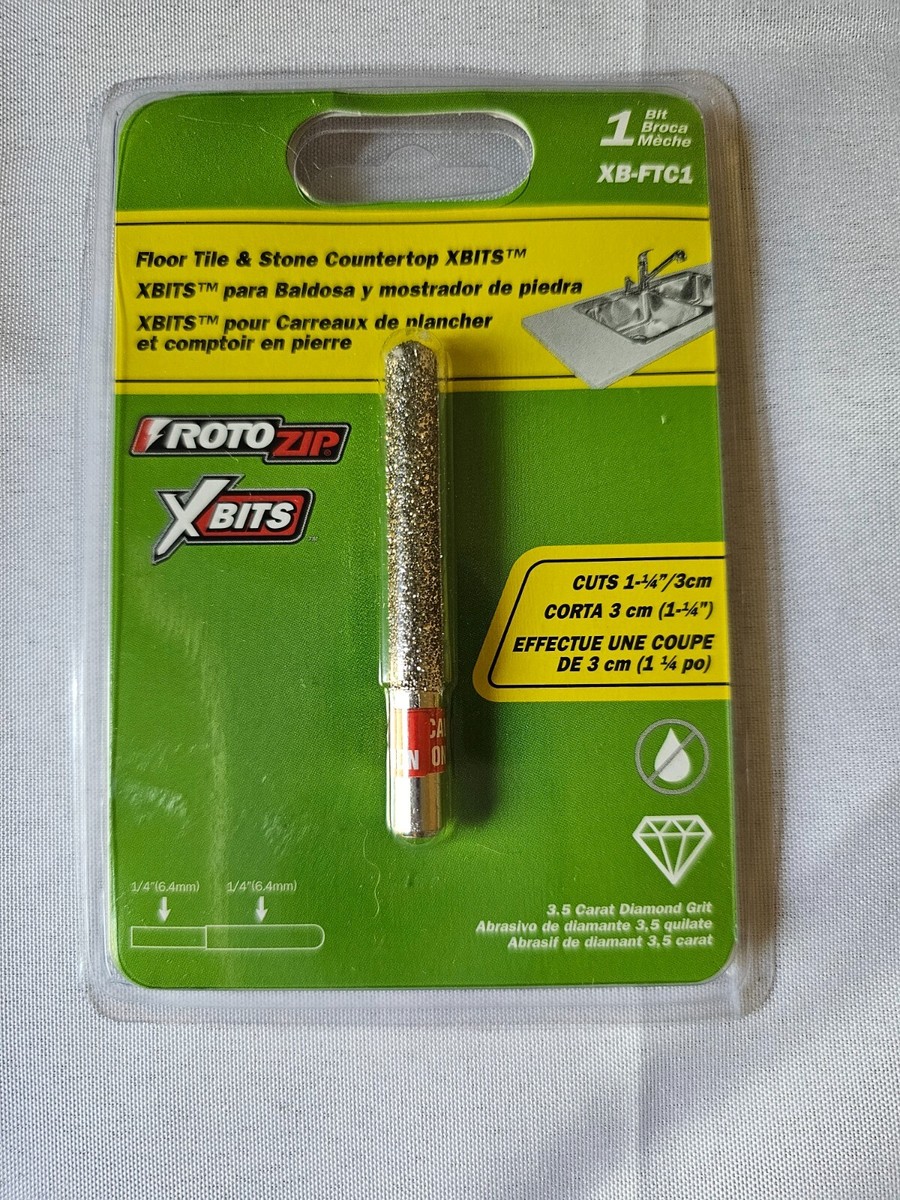 1 Bit
Broca
Mèche
XB-FTC1
Floor Tile & Stone Countertop XBITS™
XBITS™ para Baldosa y mostrador de piedra
XBITS™ pour Carreaux de plancher
et comptoir en pierre
ROTOZIP®
XBITS™
CUTS 1-¼"/3cm
CORTA 3 cm (1-¼")
EFFECTUE UNE COUPE
DE 3 cm (1 ¼ po)
CA
ON
1/4"(6.4mm) 1/4"(6.4mm)
3.5 Carat Diamond Grit
Abrasivo de diamante 3,5 quilate
Abrasif de diamant 3,5 carat